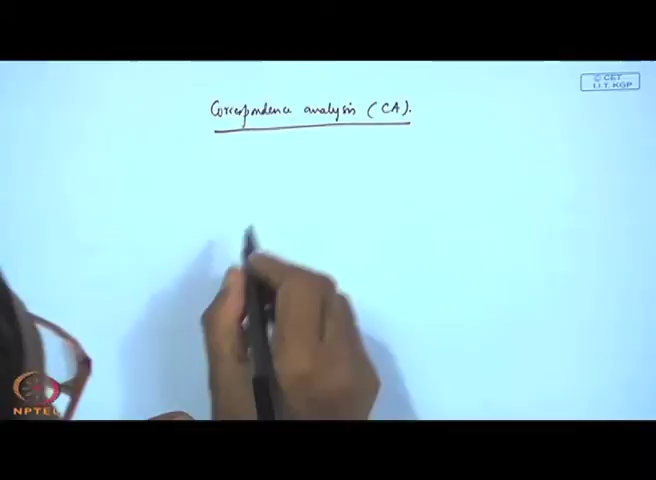 © CET
I.I.T. KGP
Correspondence analysis (CA).
NPTEL